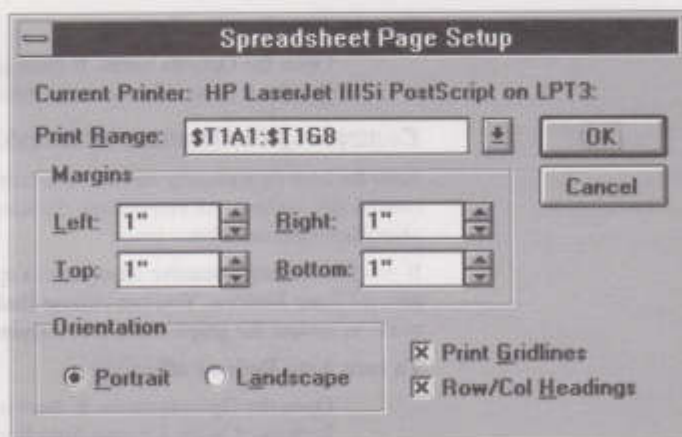 Spreadsheet Page Setup
Current Printer: HP LaserJet IIISi PostScript on LPT3:
Print Range: $T1A1:$T1G8
OK
Margins
Cancel
Left: 1" Right: 1"
Top: 1" Bottom: 1"
Orientation
Portrait Landscape
Print Gridlines
Row/Col Headings